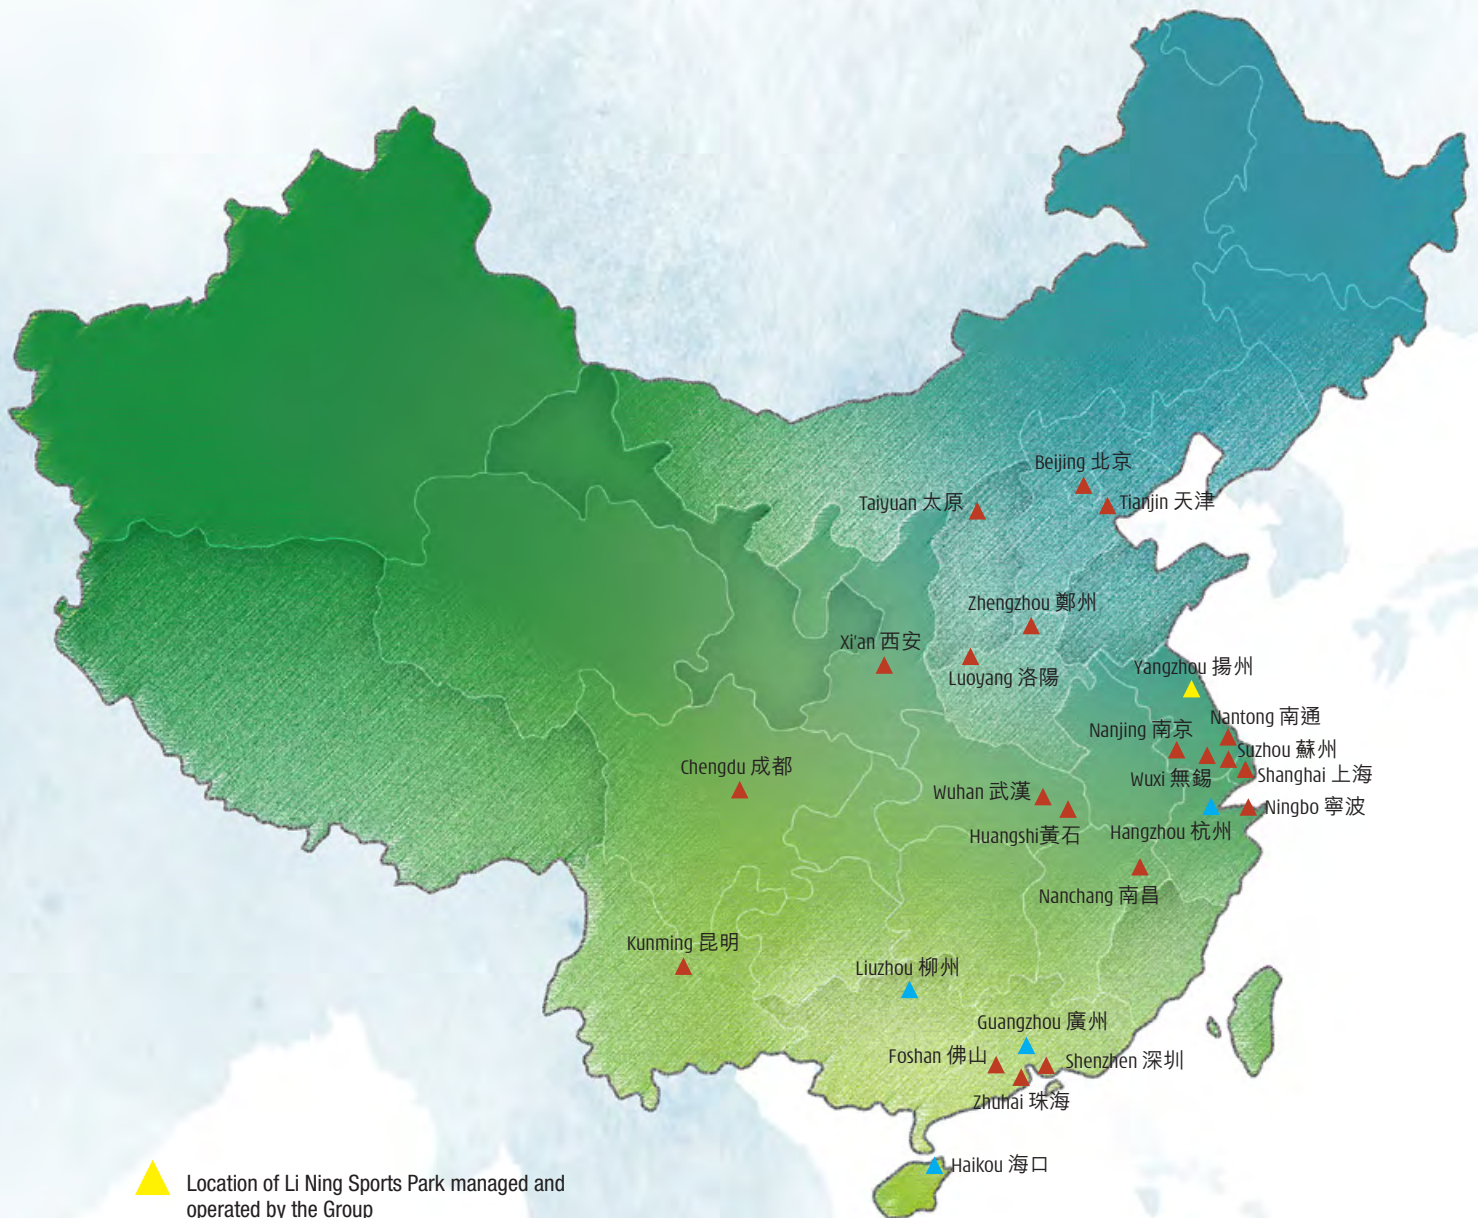 Beijing 北京
Taiyuan 太原
Tianjin 天津
Zhengzhou 鄭州
Xi'an 西安
Luoyang 洛陽
Yangzhou 揚州
Nantong 南通
Nanjing 南京
Suzhou 蘇州
Chengdu 成都
Wuxi 無錫
Shanghai 上海
Wuhan 武漢
Ningbo 寧波
Huangshi黃石
Hangzhou 杭州
Nanchang 南昌
Kunming 昆明
Liuzhou 柳州
Guangzhou 廣州
Foshan 佛山
Shenzhen 深圳
Zhuhai 珠海
Haikou 海口
Location of Li Ning Sports Park managed and
operated by the Group